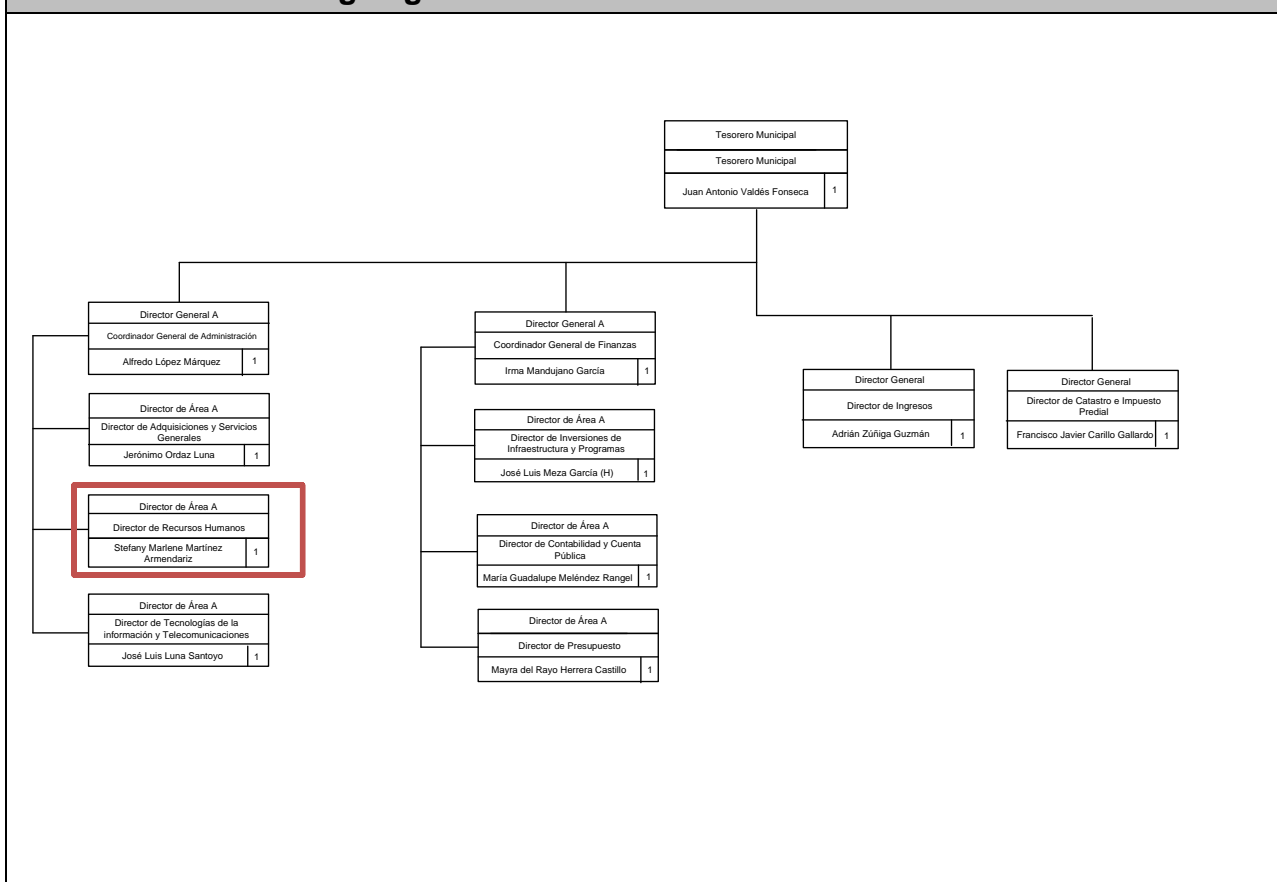 Tesorero Municipal
Tesorero Municipal
Juan Antonio Valdés Fonseca 1
Director General A
Coordinador General de Administración
Alfredo López Márquez 1
Director de Área A
Director de Adquisiciones y Servicios
Generales
Jerónimo Ordaz Luna 1
Director de Área A
Director de Recursos Humanos
Stefany Marlene Martínez
Armendariz
1
Director de Área A
Director de Tecnologías de la
información y Telecomunicaciones
José Luis Luna Santoyo 1
Director General A
Coordinador General de Finanzas
Irma Mandujano García 1
Director de Área A
Director de Inversiones de
Infraestructura y Programas
José Luis Meza García (H) 1
Director de Área A
Director de Contabilidad y Cuenta
Pública
María Guadalupe Meléndez Rangel 1
Director de Área A
Director de Presupuesto
Mayra del Rayo Herrera Castillo 1
Director General
Director de Ingresos
Adrián Zúñiga Guzmán 1
Director General
Director de Catastro e Impuesto
Predial
Francisco Javier Carillo Gallardo 1